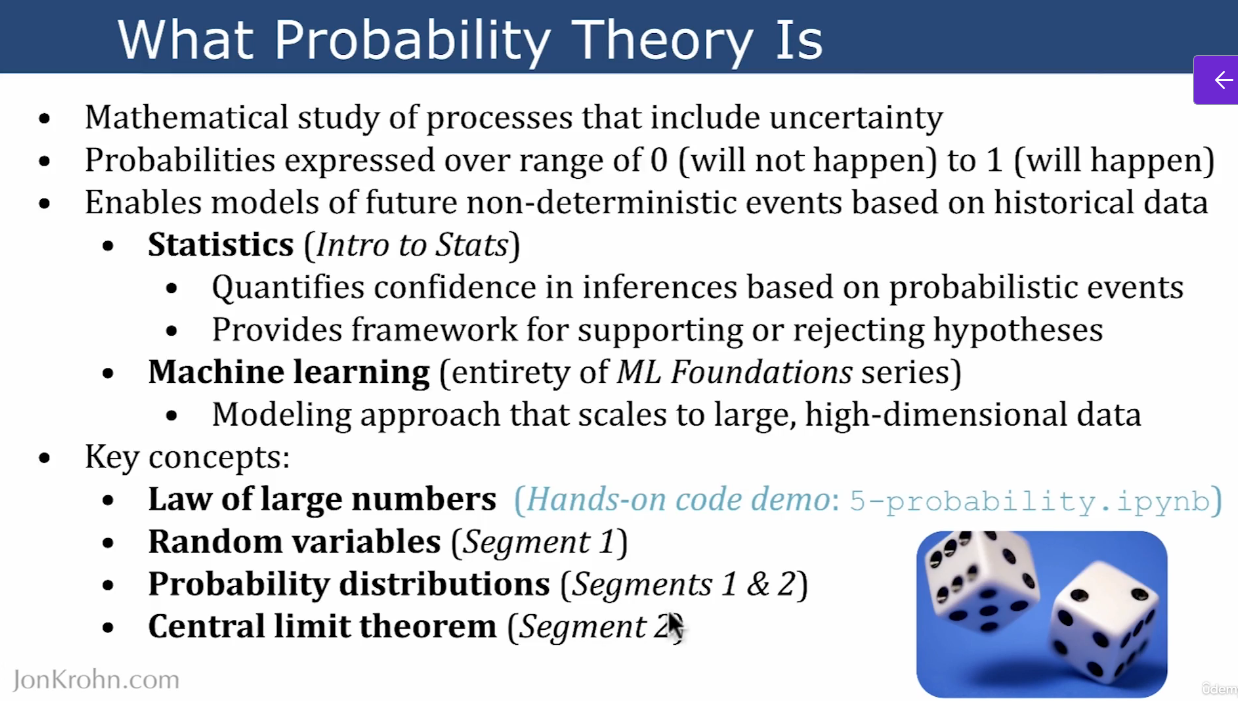 What Probability Theory Is
• Mathematical study of processes that include uncertainty
• Probabilities expressed over range of 0 (will not happen) to 1 (will happen)
• Enables models of future non-deterministic events based on historical data
• Statistics (Intro to Stats)
• Quantifies confidence in inferences based on probabilistic events
• Provides framework for supporting or rejecting hypotheses
• Machine learning (entirety of ML Foundations series)
• Modeling approach that scales to large, high-dimensional data
• Key concepts:
• Law of large numbers (Hands-on code demo: 5-probability.ipynb)
• Random variables (Segment 1)
• Probability distributions (Segments 1 & 2)
• Central limit theorem (Segment 2)
JonKrohn.com